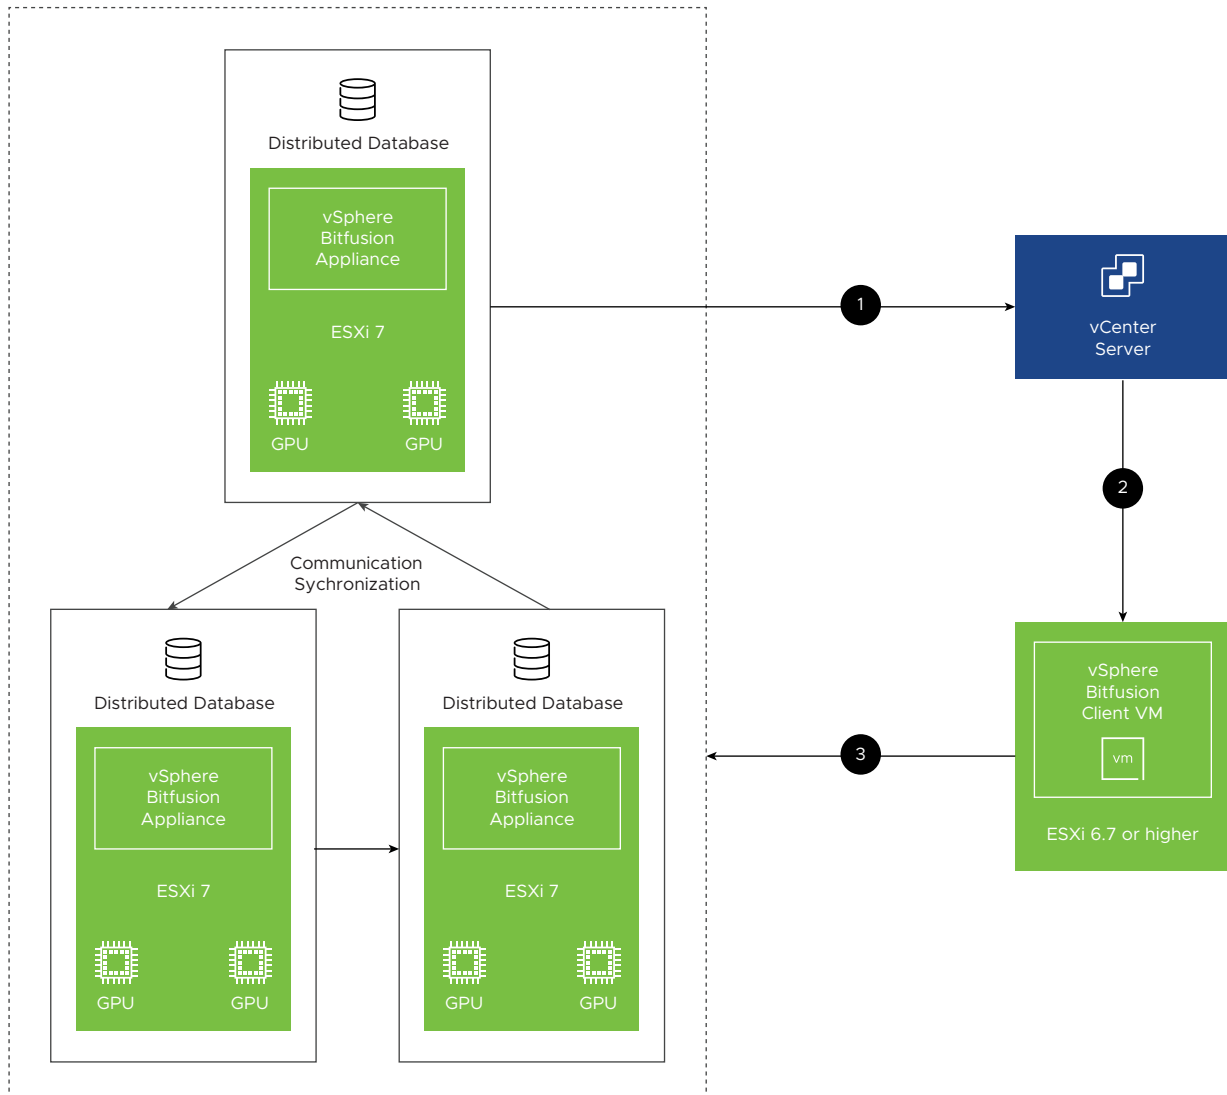 Distributed Database
vSphere
Bitfusion
Appliance
ESXi 7
GPU
GPU
1
vCenter
Server
2
Communication
Sychronization
Distributed Database
vSphere
Bitfusion
Appliance
ESXi 7
GPU
GPU
Distributed Database
vSphere
Bitfusion
Appliance
ESXi 7
GPU
GPU
3
vSphere
Bitfusion
Client VM
vm
ESXi 6.7 or higher